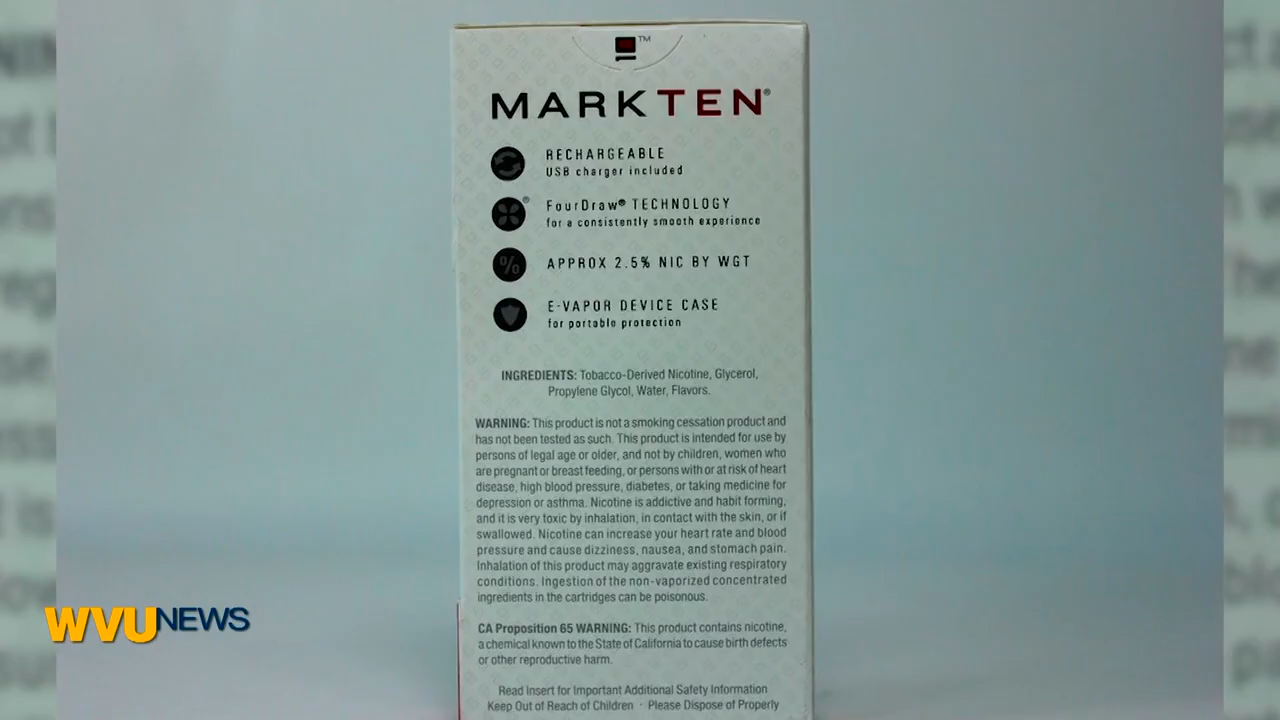 TM
MARKTEN®
RECHARGEABLE
USB charger included
FourDraw® TECHNOLOGY
for a consistently smooth experience
% APPROX 2.5% NIC BY WGT
E-VAPOR DEVICE CASE
for portable protection
INGREDIENTS: Tobacco-Derived Nicotine, Glycerol,
Propylene Glycol, Water, Flavors.
WARNING: This product is not a smoking cessation product and
has not been tested as such. This product is intended for use by
persons of legal age or older, and not by children, women who
are pregnant or breast feeding, or persons with or at risk of heart
disease, high blood pressure, diabetes, or taking medicine for
depression or asthma. Nicotine is addictive and habit forming,
and it is very toxic by inhalation, in contact with the skin, or if
swallowed. Nicotine can increase your heart rate and blood
pressure and cause dizziness, nausea, and stomach pain.
Inhalation of this product may aggravate existing respiratory
conditions. Ingestion of the non-vaporized concentrated
ingredients in the cartridges can be poisonous.
CA Proposition 65 WARNING: This product contains nicotine,
a chemical known to the State of California to cause birth defects
or other reproductive harm.
Read Insert for Important Additional Safety Information
Keep Out of Reach of Children · Please Dispose of Properly
WVUNEWS